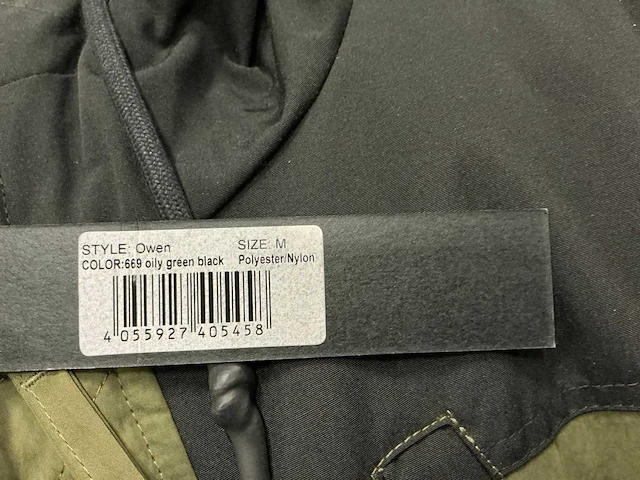 STYLE: Owen SIZE: M
COLOR:669 oily green black Polyester/Nylon
4 055927 405458